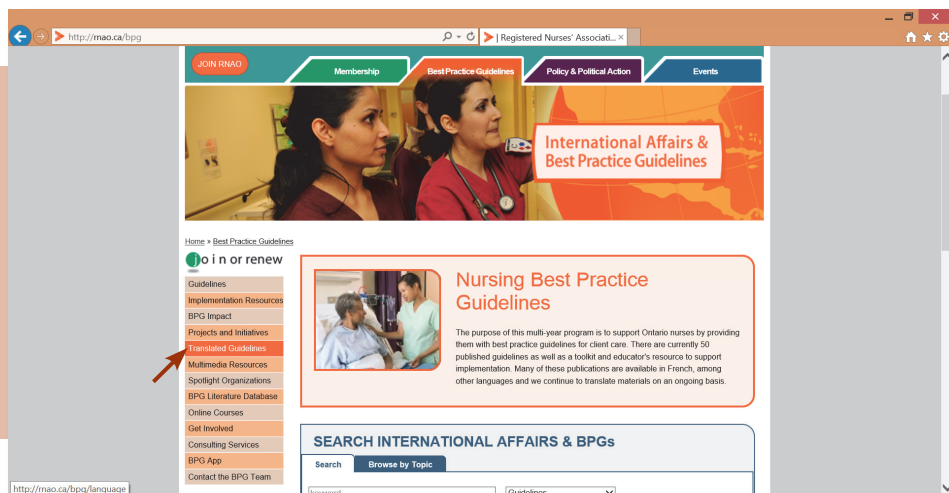 http://rnao.ca/bpg
| Registered Nurses' Associati... ×
JOIN RNAO
Membership
Best Practice Guidelines
Policy & Political Action
Events
International Affairs &
Best Practice Guidelines
Home » Best Practice Guidelines
join or renew
Guidelines
Implementation Resources
BPG Impact
Projects and Initiatives
Translated Guidelines
Multimedia Resources
Spotlight Organizations
BPG Literature Database
Online Courses
Get Involved
Consulting Services
BPG App
Contact the BPG Team
Nursing Best Practice
Guidelines
The purpose of this multi-year program is to support Ontario nurses by providing
them with best practice guidelines for client care. There are currently 50
published guidelines as well as a toolkit and educator's resource to support
implementation. Many of these publications are available in French, among
other languages and we continue to translate materials on an ongoing basis.
SEARCH INTERNATIONAL AFFAIRS & BPGs
Search
Browse by Topic
keyword
Guidelines
http://rnao.ca/bpg/language